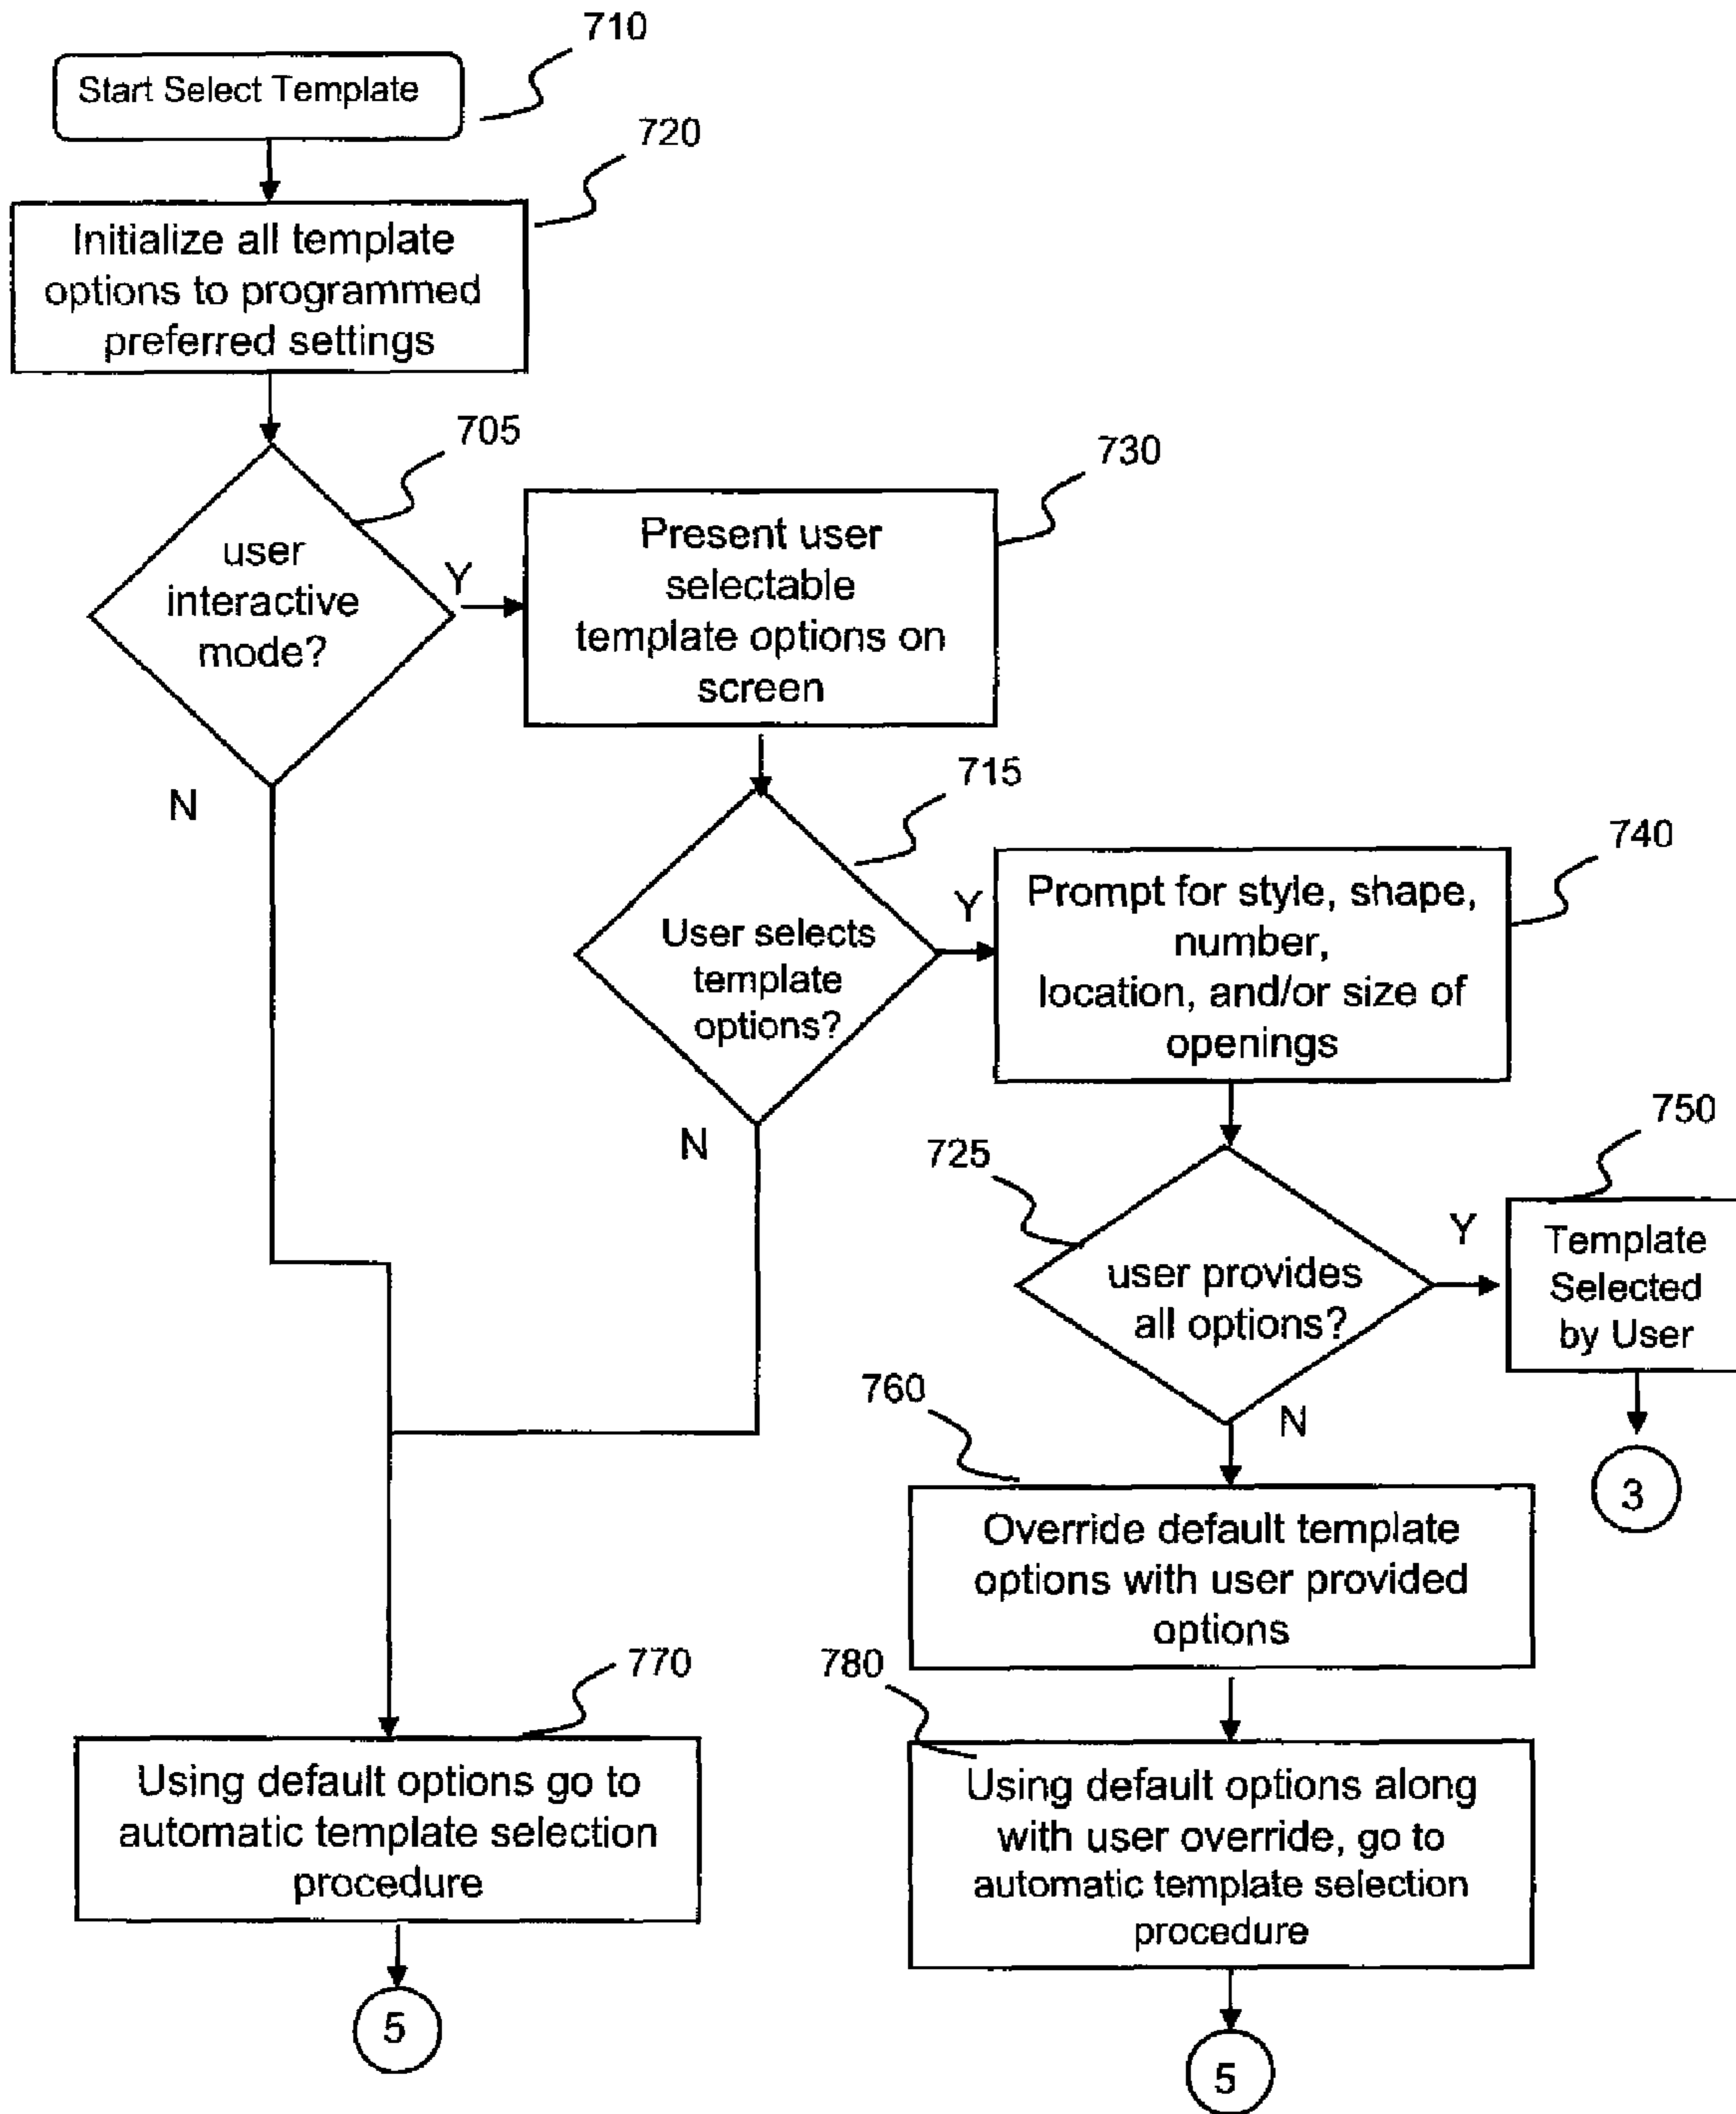 710
Start Select Template
720
Initialize all template
options to programmed
preferred settings
705
user
interactive
mode?
Y
N
730
Present user
selectable
template options on
screen
715
User selects
template
options?
Y
N
740
Prompt for style, shape,
number,
location, and/or size of
openings
725
user provides
all options?
Y
N
750
Template
Selected
by User
3
760
Override default template
options with user provided
options
770
Using default options go to
automatic template selection
procedure
5
780
Using default options along
with user override, go to
automatic template selection
procedure
5